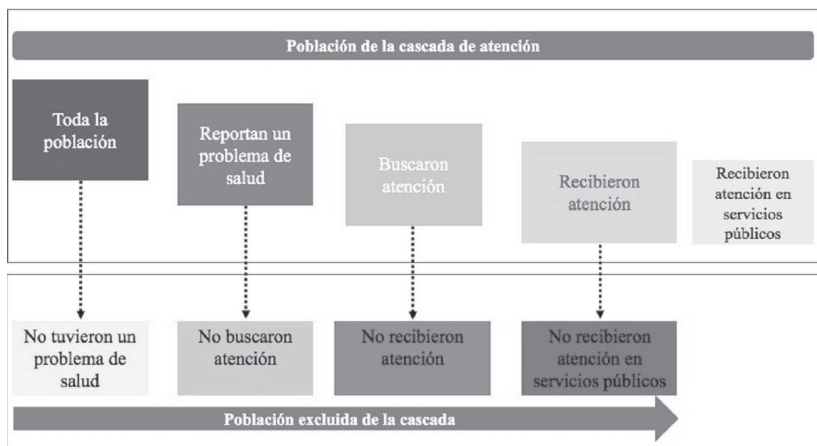 Población de la cascada de atención
Toda la
población
Reportan un
problema de
salud
Buscaron
atención
Recibieron
atención
Recibieron
atención en
servicios
públicos
No tuvieron un
problema de
salud
No buscaron
atención
No recibieron
atención
No recibieron
atención en
servicios públicos
Población excluida de la cascada